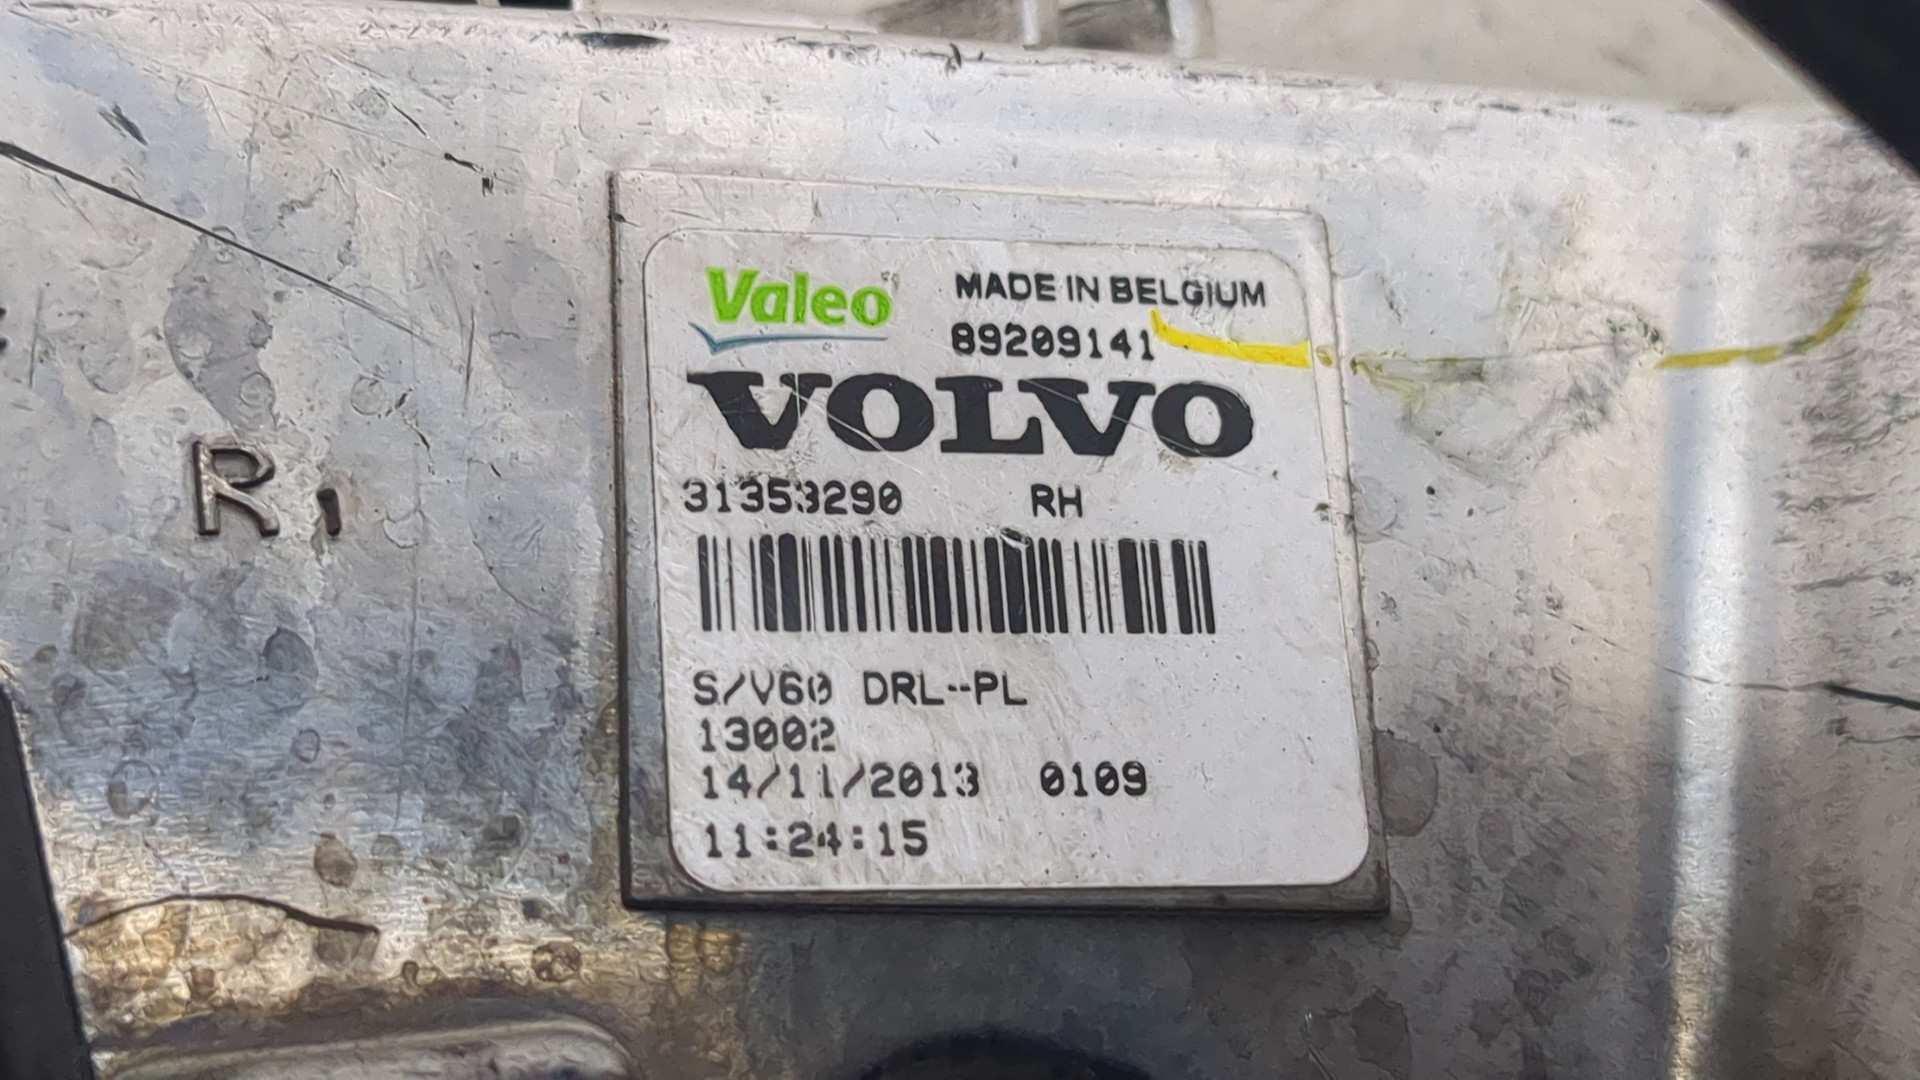 Valeo MADE IN BELGIUM
89209141
VOLVO
31353290 RH
S/V60 DRL--PL
13002
14/11/2013 0109
11:24:15
R1